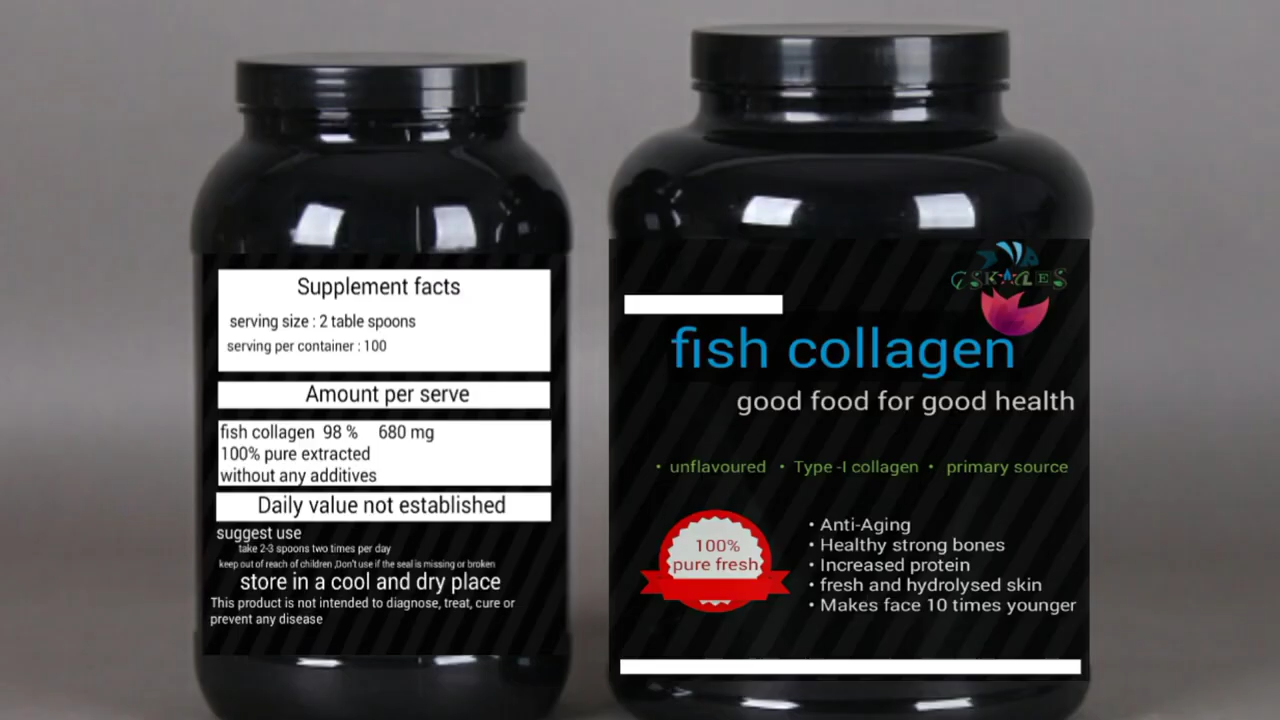 Supplement facts
serving size : 2 table spoons
serving per container : 100
Amount per serve
fish collagen 98 % 680 mg
100% pure extracted
without any additives
Daily value not established
suggest use
take 2-3 spoons two times per day
keep out of reach of children ,Don't use if the seal is missing or broken
store in a cool and dry place
This product is not intended to diagnose, treat, cure or
prevent any disease
GSKALES
fish collagen
good food for good health
• unflavoured • Type -I collagen • primary source
100%
pure fresh
• Anti-Aging
• Healthy strong bones
• Increased protein
• fresh and hydrolysed skin
• Makes face 10 times younger